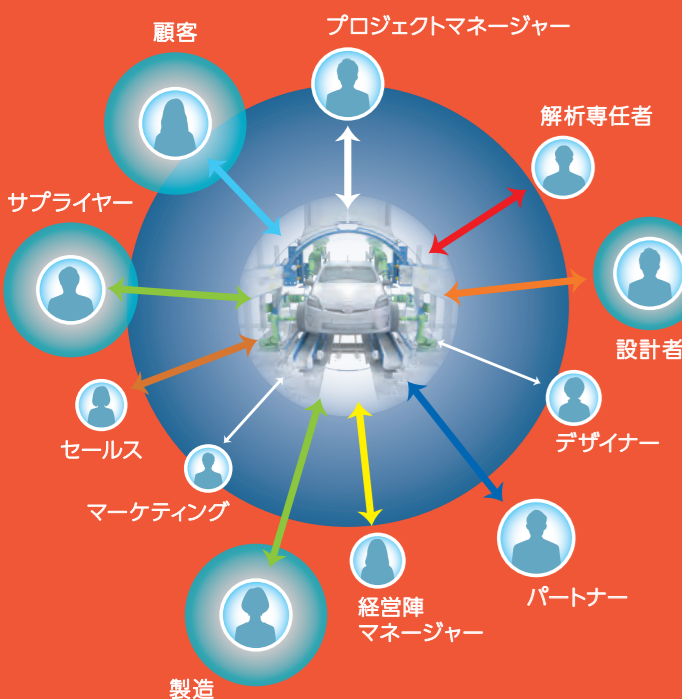 顧客
プロジェクトマネージャー
解析専任者
サプライヤー
設計者
セールス
デザイナー
マーケティング
パートナー
経営陣
マネージャー
製造